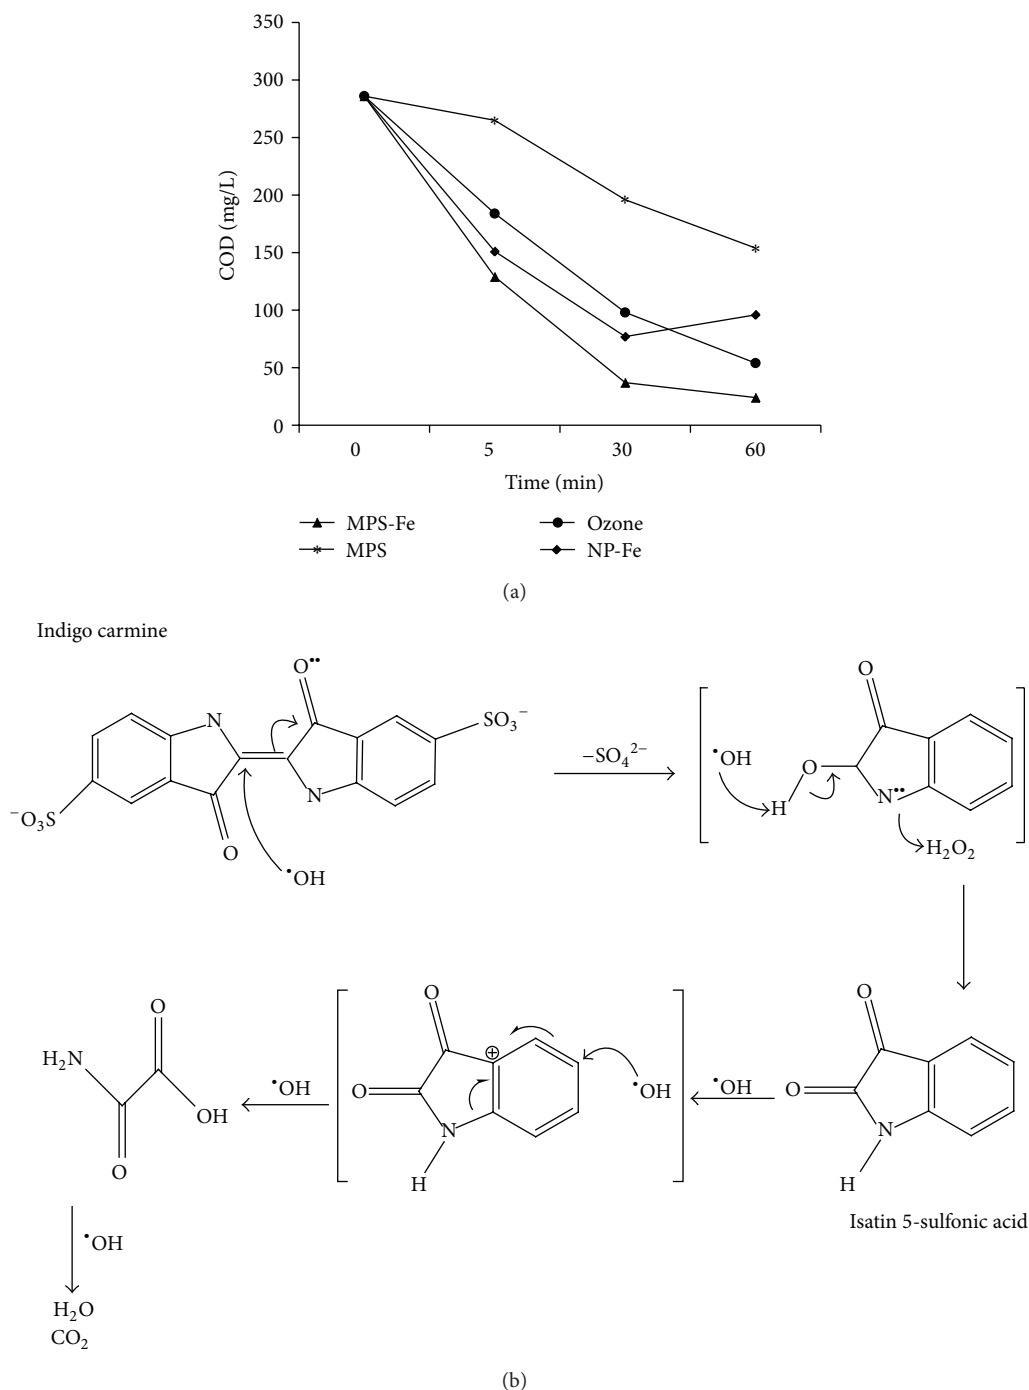 350
300
250
200
150
100
50
0
COD (mg/L)
0 5 30 60
Time (min)
MPS-Fe Ozone
MPS NP-Fe
(a)
Indigo carmine
O••
N SO₃⁻
N
⁻O₃S
O
•OH
−SO₄²⁻
O
•OH O
H N••
H₂O₂
O
O
N
H
Isatin 5-sulfonic acid
•OH
O
⊕
O •OH
N
H
•OH
O
H₂N
OH
O
•OH
H₂O
CO₂
(b)